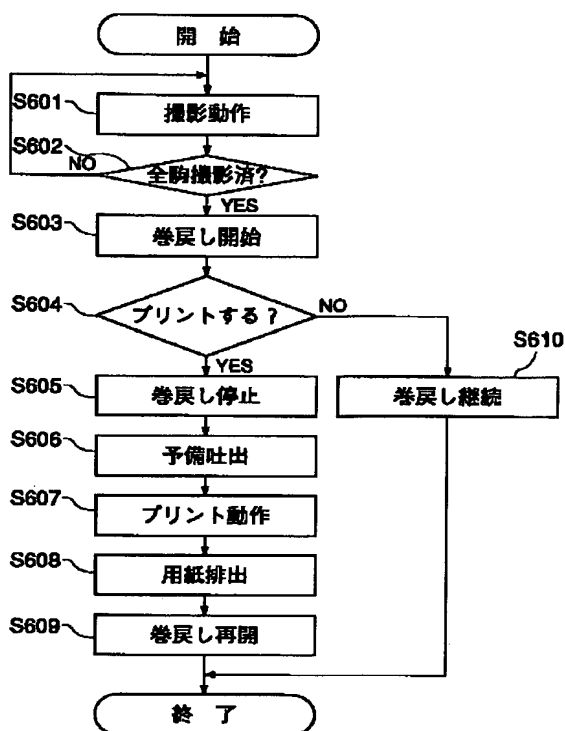 開 始
S601
撮影動作
S602
NO
全駒撮影済?
YES
S603
巻戻し開始
S604
プリントする?
NO
YES
S610
S605
巻戻し停止
巻戻し継続
S606
予備吐出
S607
プリント動作
S608
用紙排出
S609
巻戻し再開
終 了